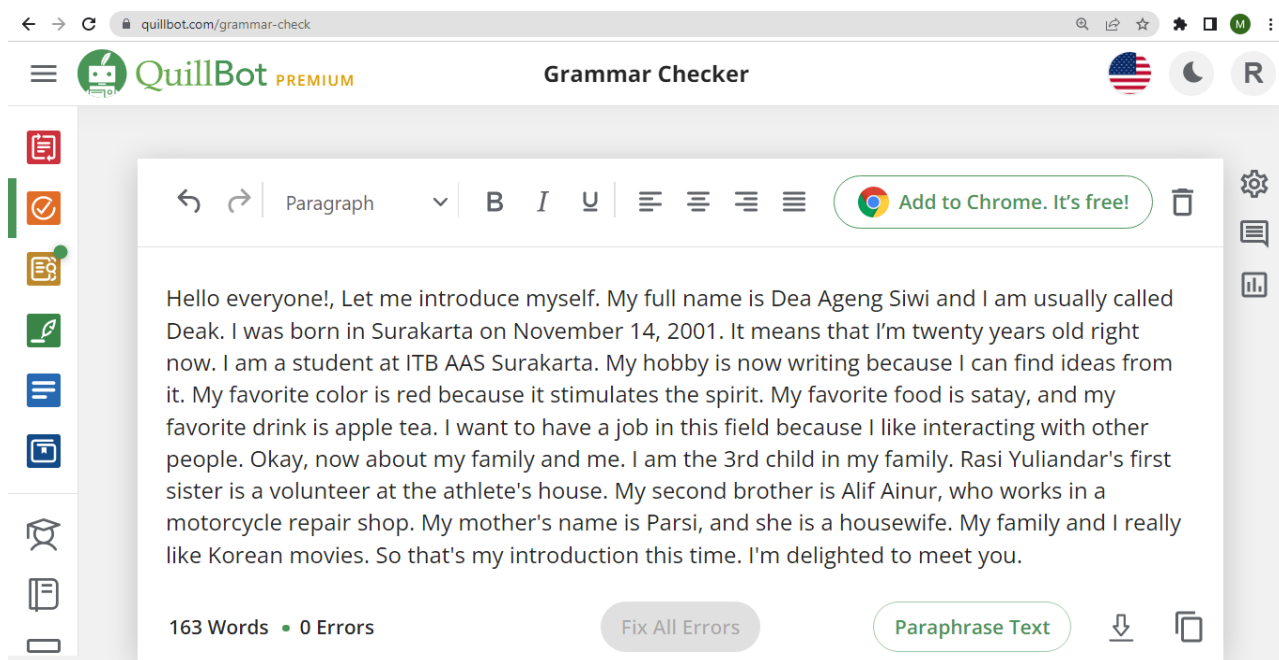 quillbot.com/grammar-check
M
QuillBot PREMIUM
Grammar Checker
R
Paragraph
B I U
Add to Chrome. It’s free!
Hello everyone!, Let me introduce myself. My full name is Dea Ageng Siwi and I am usually called
Deak. I was born in Surakarta on November 14, 2001. It means that I’m twenty years old right
now. I am a student at ITB AAS Surakarta. My hobby is now writing because I can find ideas from
it. My favorite color is red because it stimulates the spirit. My favorite food is satay, and my
favorite drink is apple tea. I want to have a job in this field because I like interacting with other
people. Okay, now about my family and me. I am the 3rd child in my family. Rasi Yuliandar's first
sister is a volunteer at the athlete's house. My second brother is Alif Ainur, who works in a
motorcycle repair shop. My mother's name is Parsi, and she is a housewife. My family and I really
like Korean movies. So that's my introduction this time. I'm delighted to meet you.
163 Words • 0 Errors
Fix All Errors
Paraphrase Text